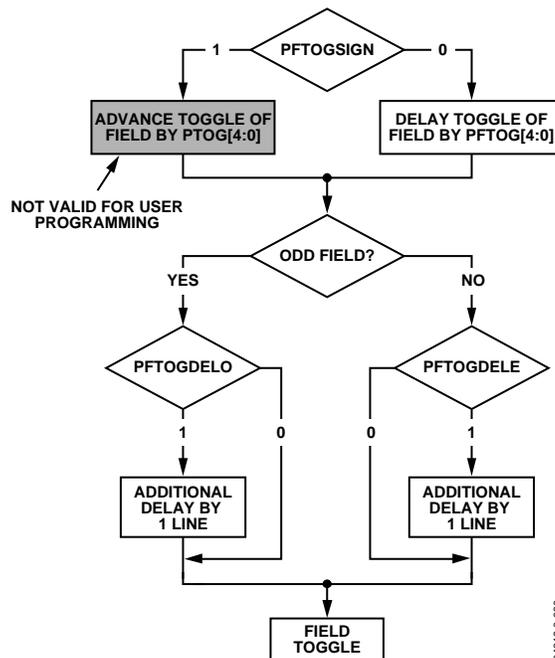 PFTOGSIGN
1
0
ADVANCE TOGGLE OF
FIELD BY PTOG[4:0]
DELAY TOGGLE OF
FIELD BY PFTOG[4:0]
NOT VALID FOR USER
PROGRAMMING
ODD FIELD?
YES
NO
PFTOGDELO
PFTOGDELE
1
0
0
1
ADDITIONAL
DELAY BY
1 LINE
ADDITIONAL
DELAY BY
1 LINE
FIELD
TOGGLE